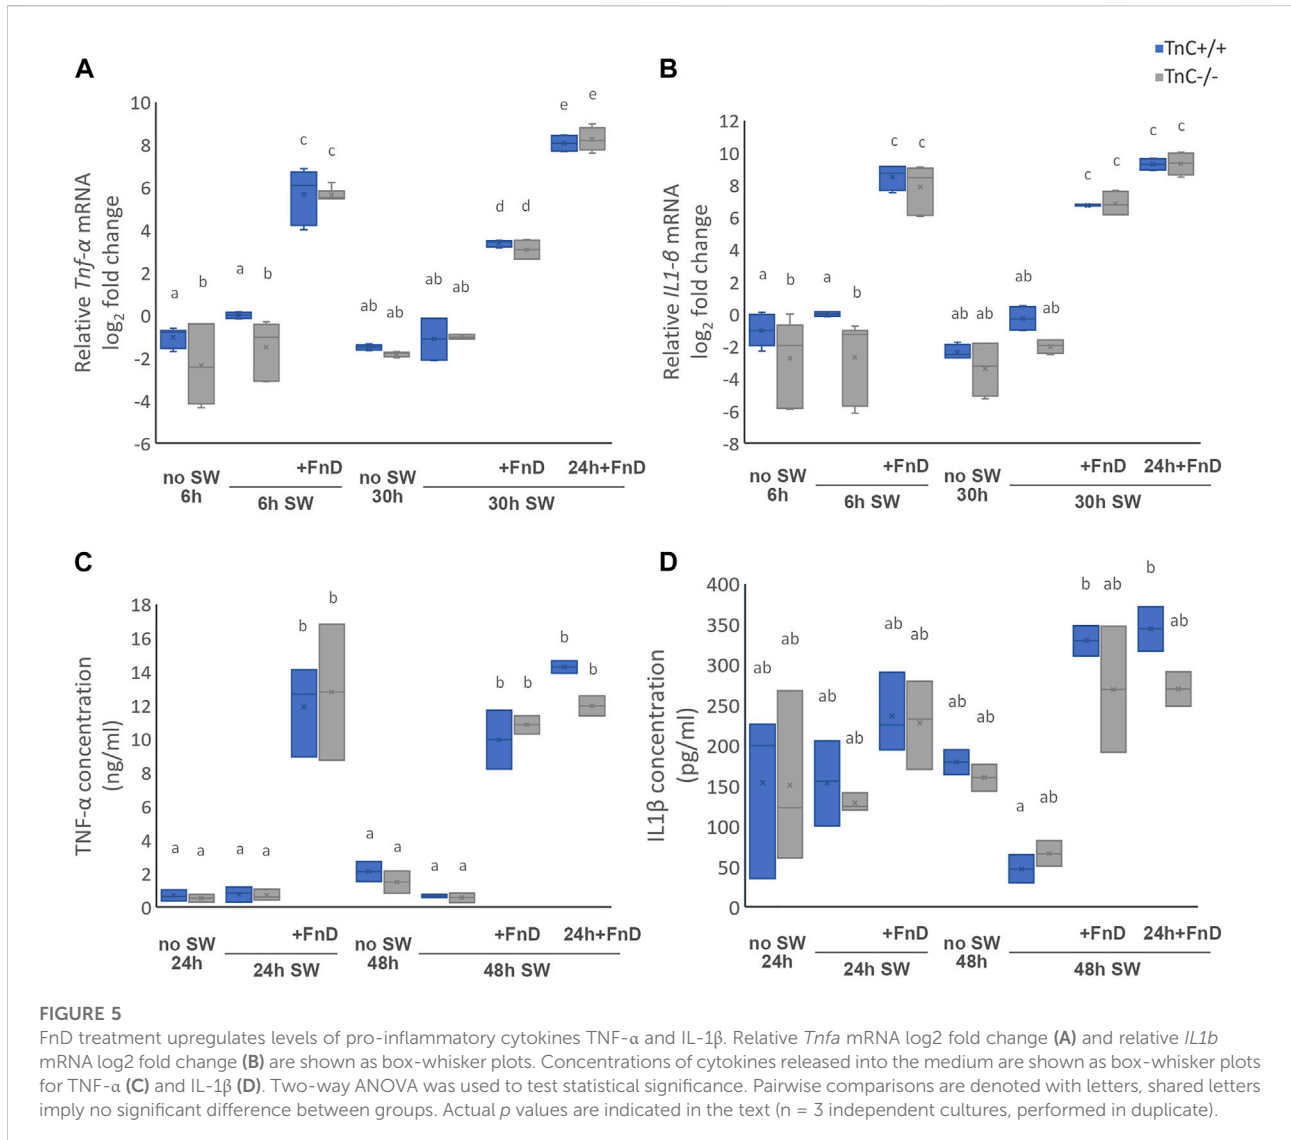 TnC+/+
TnC-/-
A
Relative Tnf-α mRNA
log2 fold change
10
8
6
4
2
0
-2
-4
-6
a
b
a
b
c
c
ab
ab
ab
ab
d
d
e
e
no SW
6h
+FnD
6h SW
no SW
30h
+FnD
24h+FnD
30h SW
B
Relative IL1-β mRNA
log2 fold change
12
10
8
6
4
2
0
-2
-4
-6
-8
a
b
a
b
c
c
ab
ab
ab
ab
c
c
c
c
no SW
6h
+FnD
6h SW
no SW
30h
+FnD
24h+FnD
30h SW
C
TNF-α concentration
(ng/ml)
18
16
14
12
10
8
6
4
2
0
a
a
a
a
b
b
a
a
a
a
b
b
b
b
no SW
24h
+FnD
24h SW
no SW
48h
+FnD
24h+FnD
48h SW
D
IL1β concentration
(pg/ml)
400
350
300
250
200
150
100
50
0
ab
ab
ab
ab
ab
ab
ab
ab
a
ab
b
ab
b
ab
no SW
24h
+FnD
24h SW
no SW
48h
+FnD
24h+FnD
48h SW
FIGURE 5
FnD treatment upregulates levels of pro-inflammatory cytokines TNF-α and IL-1β. Relative Tnfa mRNA log2 fold change (A) and relative IL1b
mRNA log2 fold change (B) are shown as box-whisker plots. Concentrations of cytokines released into the medium are shown as box-whisker plots
for TNF-α (C) and IL-1β (D). Two-way ANOVA was used to test statistical significance. Pairwise comparisons are denoted with letters, shared letters
imply no significant difference between groups. Actual p values are indicated in the text (n = 3 independent cultures, performed in duplicate).